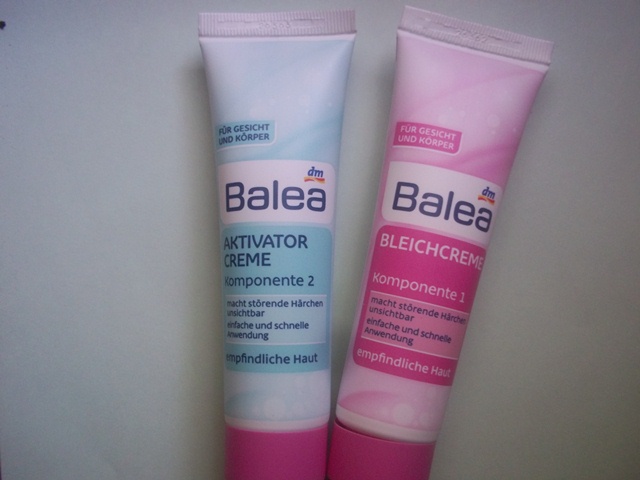 FÜR GESICHT
UND KÖRPER
dm
Balea
AKTIVATOR
CREME
Komponente 2
macht störende Härchen
unsichtbar
einfache und schnelle
Anwendung
empfindliche Haut
FÜR GESICHT
UND KÖRPER
dm
Balea
BLEICHCREME
Komponente 1
macht störende Härchen
unsichtbar
einfache und schnelle
Anwendung
empfindliche Haut